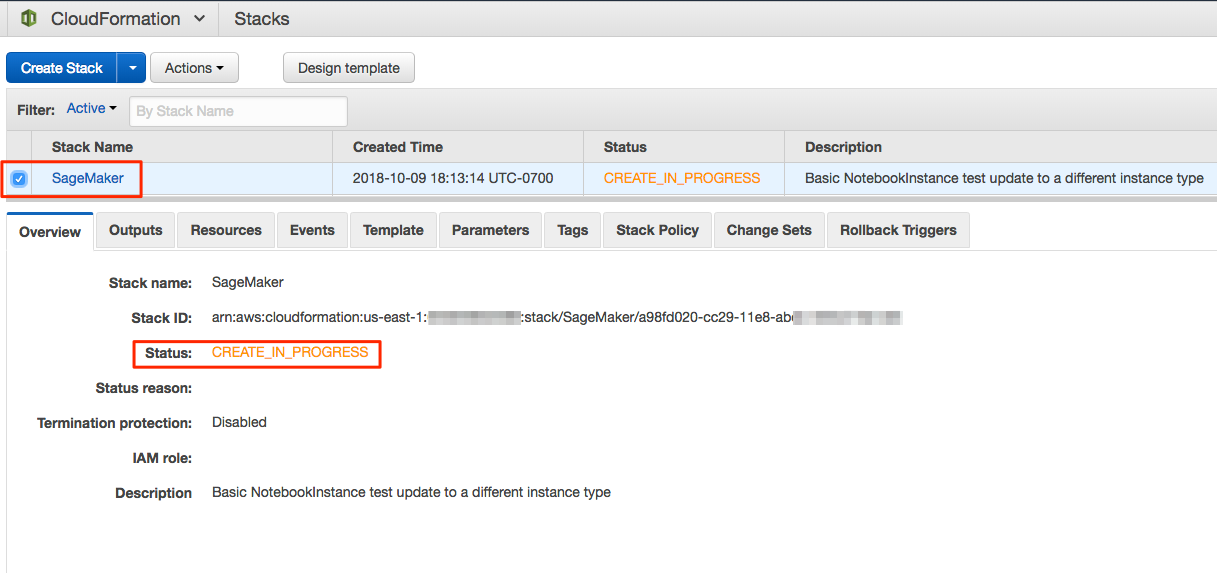 CloudFormation Stacks
Create Stack Actions Design template
Filter: Active By Stack Name
Stack Name Created Time Status Description
SageMaker 2018-10-09 18:13:14 UTC-0700 CREATE_IN_PROGRESS Basic NotebookInstance test update to a different instance type
Overview Outputs Resources Events Template Parameters Tags Stack Policy Change Sets Rollback Triggers
Stack name: SageMaker
Stack ID: arn:aws:cloudformation:us-east-1: :stack/SageMaker/a98fd020-cc29-11e8-ab
Status: CREATE_IN_PROGRESS
Status reason:
Termination protection: Disabled
IAM role:
Description Basic NotebookInstance test update to a different instance type